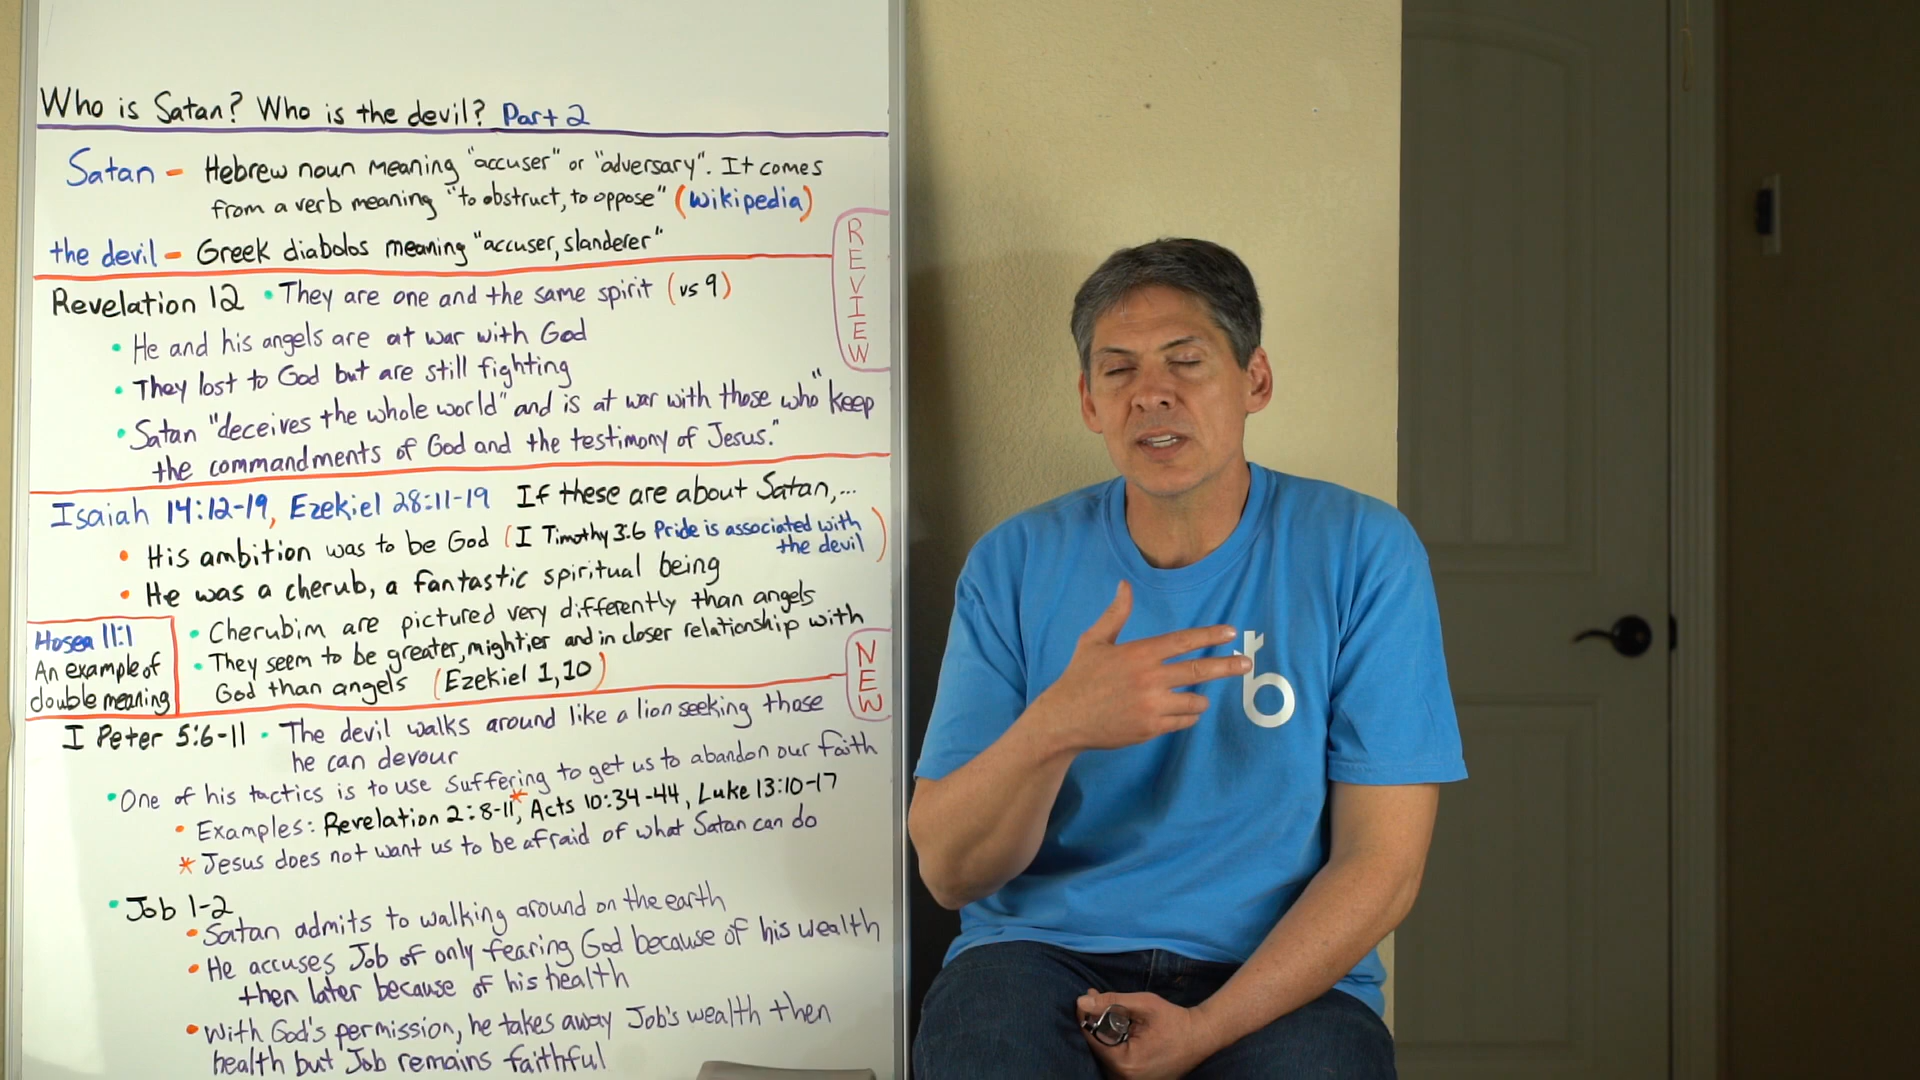 Who is Satan? Who is the devil? Part 2
Satan - Hebrew noun meaning "accuser" or "adversary". It comes
from a verb meaning "to obstruct, to oppose" (Wikipedia)
the devil - Greek diabolos meaning "accuser, slanderer"
REVIEW
Revelation 12 • They are one and the same spirit (vs 9)
• He and his angels are at war with God
• They lost to God but are still fighting
• Satan "deceives the whole world" and is at war with those who "keep
the commandments of God and the testimony of Jesus."
Isaiah 14:12-19, Ezekiel 28:11-19 If these are about Satan,...
• His ambition was to be God (I Timothy 3:6 Pride is associated with
the devil)
• He was a cherub, a fantastic spiritual being
• Cherubim are pictured very differently than angels
• They seem to be greater, mightier and in closer relationship with
God than angels (Ezekiel 1,10)
Hosea 11:1
An example of
double meaning
NEW
I Peter 5:6-11 • The devil walks around like a lion seeking those
he can devour
• One of his tactics is to use suffering to get us to abandon our faith
• Examples: Revelation 2:8-11*, Acts 10:34-44, Luke 13:10-17
* Jesus does not want us to be afraid of what Satan can do
• Job 1-2
• Satan admits to walking around on the earth
• He accuses Job of only fearing God because of his wealth
then later because of his health
• With God's permission, he takes away Job's wealth then
health but Job remains faithful
tb